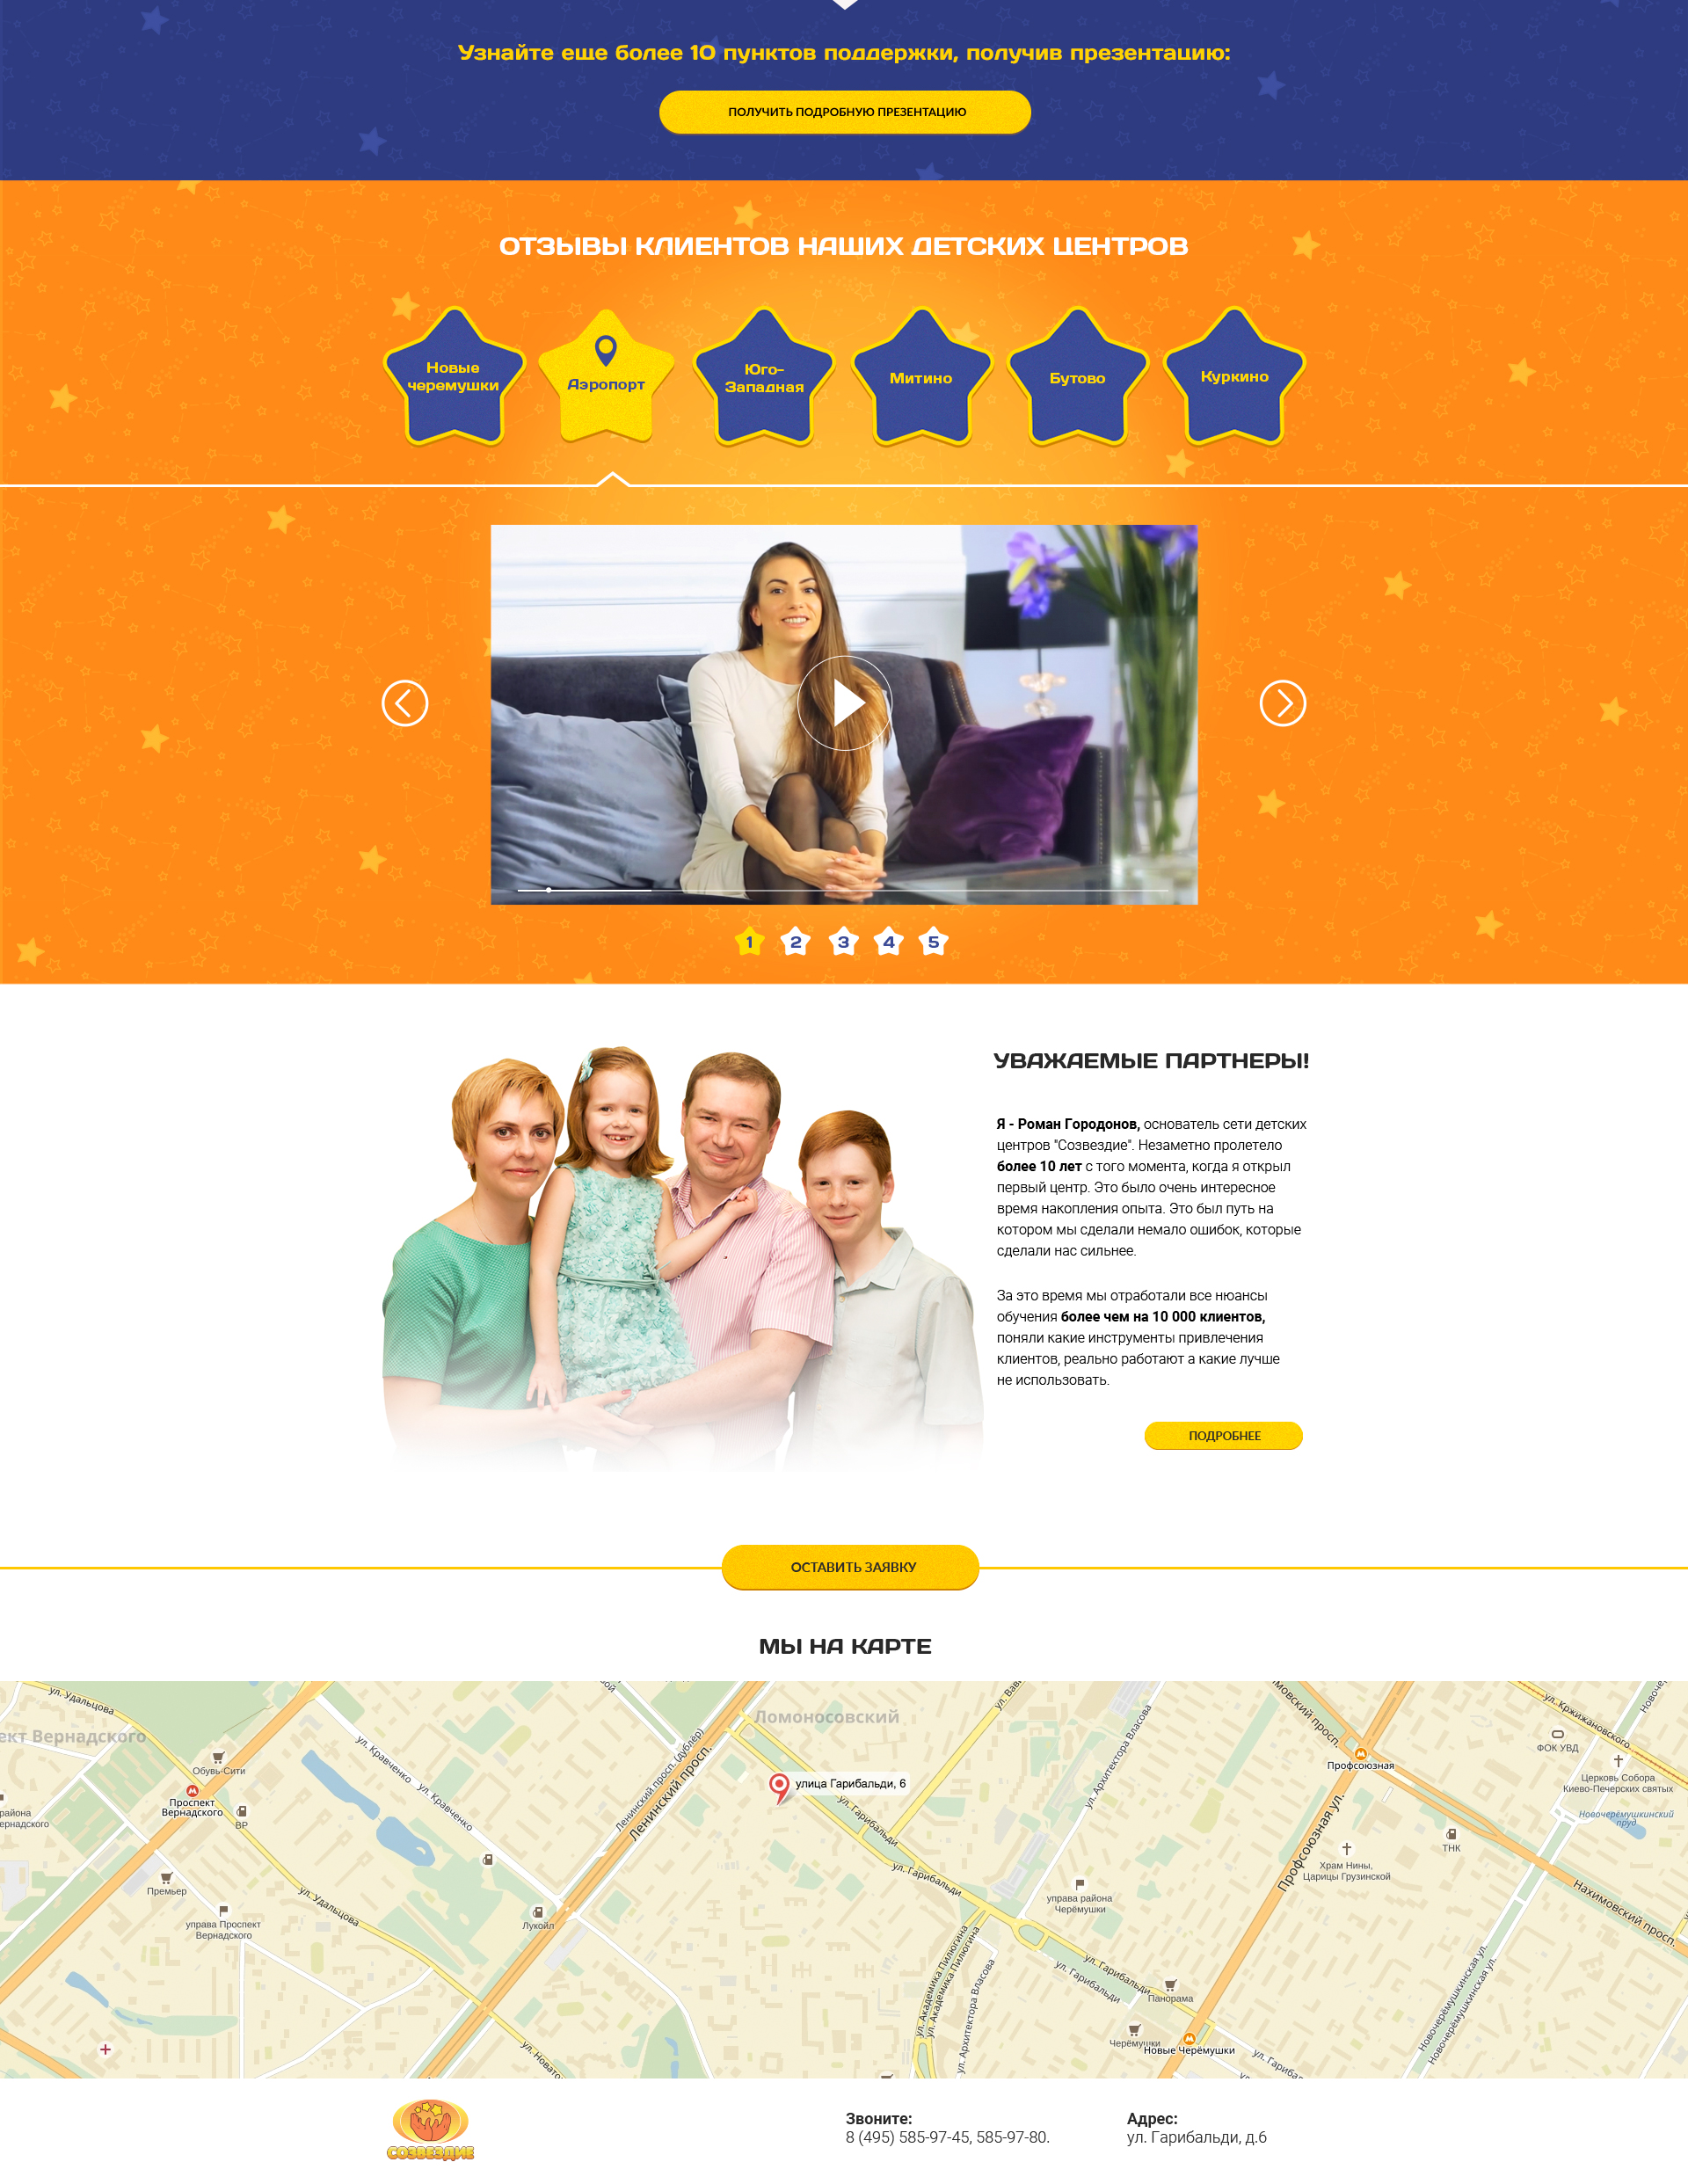 Узнайте еще более 10 пунктов поддержки, получив презентацию:
ПОЛУЧИТЬ ПОДРОБНУЮ ПРЕЗЕНТАЦИЮ
ОТЗЫВЫ КЛИЕНТОВ НАШИХ ДЕТСКИХ ЦЕНТРОВ
Новые
черемушки
Аэропорт
Юго-
Западная
Митино
Бутово
Куркино
1 2 3 4 5
УВАЖАЕМЫЕ ПАРТНЕРЫ!
Я - Роман Городонов, основатель сети детских
центров "Созвездие". Незаметно пролетело
более 10 лет с того момента, когда я открыл
первый центр. Это было очень интересное
время накопления опыта. Это был путь на
котором мы сделали немало ошибок, которые
сделали нас сильнее.
За это время мы отработали все нюансы
обучения более чем на 10 000 клиентов,
поняли какие инструменты привлечения
клиентов, реально работают а какие лучше
не использовать.
ПОДРОБНЕЕ
ОСТАВИТЬ ЗАЯВКУ
МЫ НА КАРТЕ
ул. Удальцова
ект Вернадского
Обувь-Сити
Проспект
Вернадского
района
ернадского
ВР
ул. Кравченко
ул. Кравченко
Премьер
ул. Удальцова
управа Проспект
Вернадского
Лукойл
Ленинский просп. (дублёр)
Ленинский просп.
Ломоносовский
улица Гарибальди, 6
ул. Гарибальди
ул. Гарибальди
ул. Вави
ул. Архитектора Власова
имовский просп.
Профсоюзная
ул. Кржижановского
Новочер
ФОК УВД
Церковь Собора
Киево-Печерских святых
Новочерёмушкинский
пруд
ТНК
Профсоюзная ул.
Храм Нины,
Царицы Грузинской
управа района
Черёмушки
Нахимовский просп.
ул. Академика Пилюгина
ул. Академика Пилюгина
ул. Архитектора Власова
ул. Гарибальди
ул. Гарибальди
Панорама
Черёмушки
Новые Черёмушки
Новочерёмушкинская ул.
Новочерёмушкинская ул.
ул. Гарибал
ул. Новато
СОЗВЕЗДИЕ
Звоните:
8 (495) 585-97-45, 585-97-80.
Адрес:
ул. Гарибальди, д.6